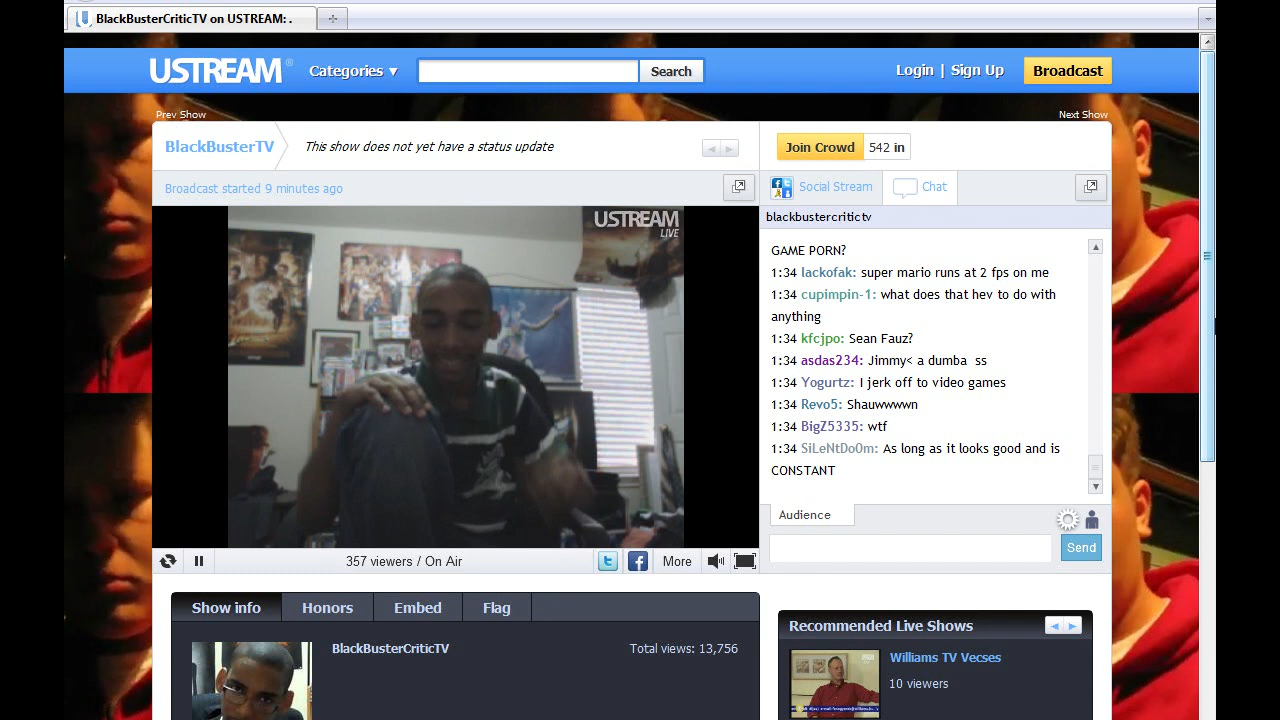 BlackBusterCriticTV on USTREAM: .
USTREAM
Categories ▼
Search
Login | Sign Up
Broadcast
Prev Show
Next Show
BlackBusterTV
This show does not yet have a status update
Join Crowd
542 in
Broadcast started 9 minutes ago
Social Stream
Chat
blackbustercritictv
USTREAM
LIVE
GAME PORN?
1:34 lackofak: super mario runs at 2 fps on me
1:34 cupimpin-1: what does that hev to do with
anything
1:34 kfcjpo: Sean Fauz?
1:34 asdas234: Jimmy< a dumba ss
1:34 Yogurtz: I jerk off to video games
1:34 Revo5: Shauwwwwn
1:34 BigZ5335: wtf
1:34 SiLeNtDo0m: As long as it looks good and is
CONSTANT
Audience
Send
357 viewers / On Air
More
Show info
Honors
Embed
Flag
BlackBusterCriticTV
Total views: 13,756
Recommended Live Shows
Williams TV Vecses
10 viewers